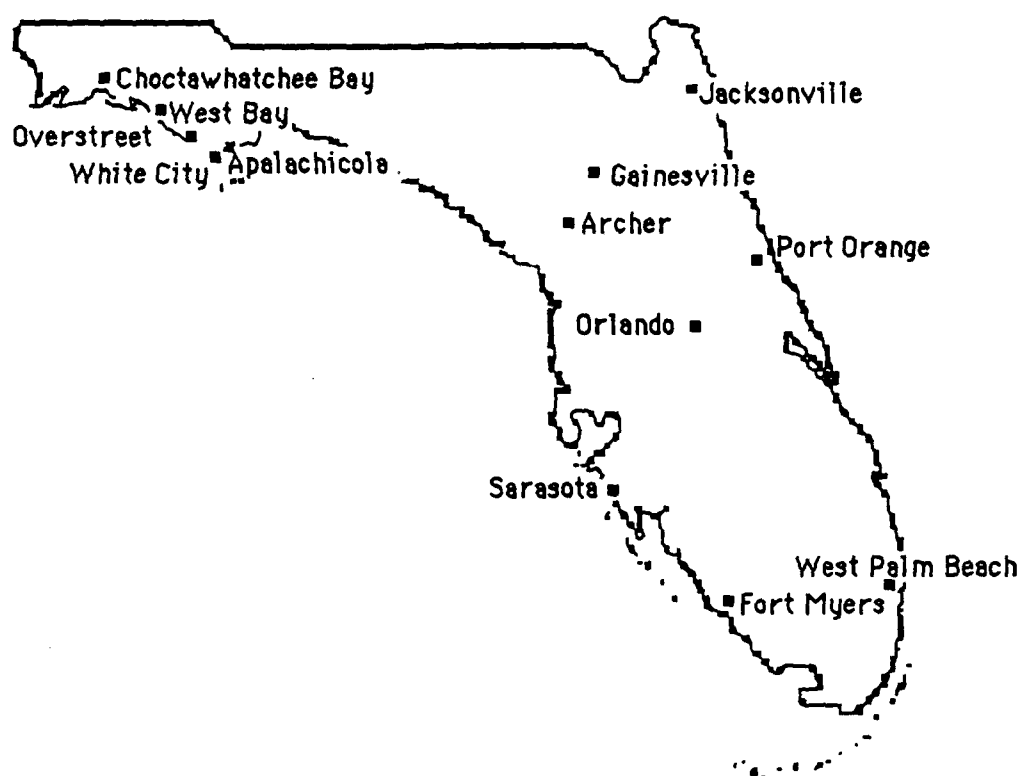 Choctawhatchee Bay
Jacksonville
West Bay
Overstreet
Apalachicola
White City
Gainesville
Archer
Port Orange
Orlando
Sarasota
West Palm Beach
Fort Myers